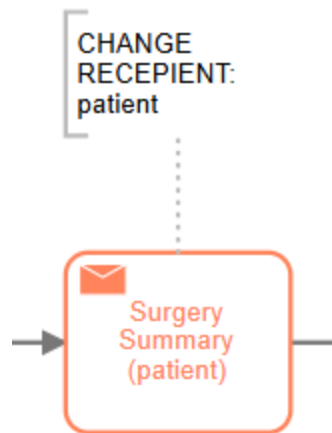 CHANGE
RECEPIENT:
patient
Surgery
Summary
(patient)